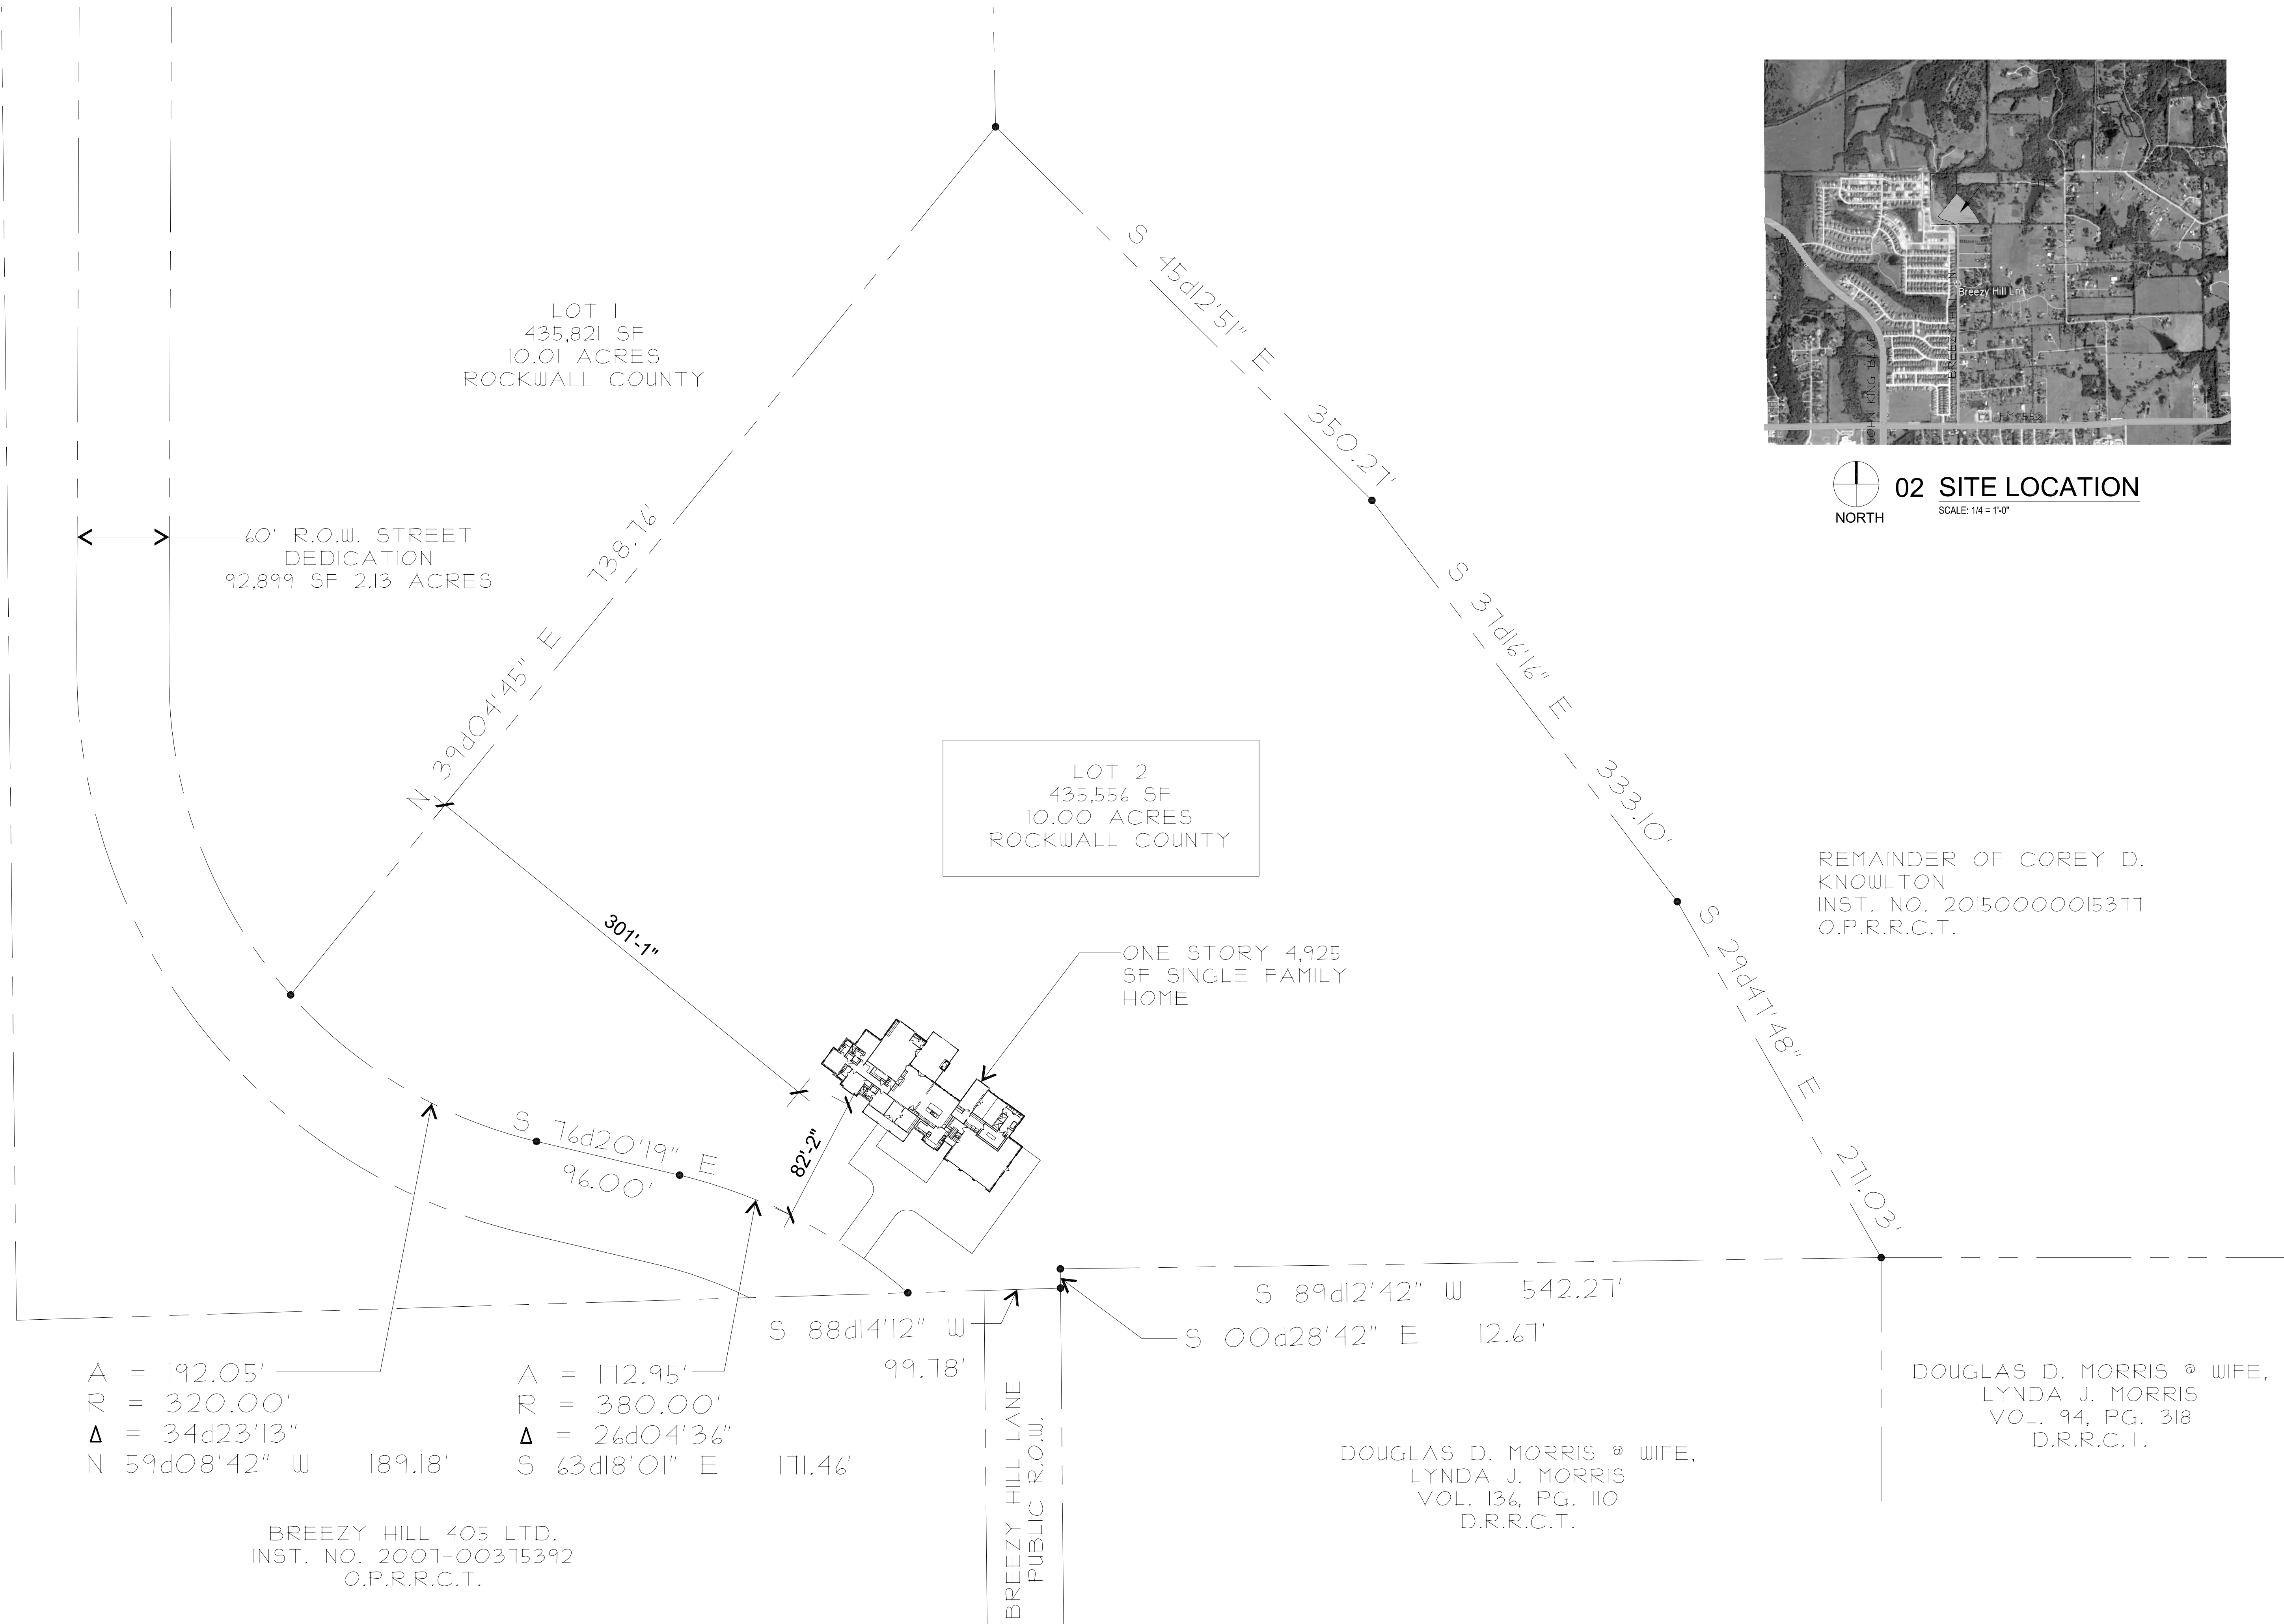 LOT 1
435,821 SF
10.01 ACRES
ROCKWALL COUNTY
60' R.O.W. STREET
DEDICATION
92,899 SF 2.13 ACRES
N 39d04'45" E 738.76'
S 45d12'51" E 350.27'
S 37d16'16" E 333.10'
S 29d47'48" E 271.03'
Breezy Hill Ln
02 SITE LOCATION
SCALE: 1/4 = 1'-0"
NORTH
LOT 2
435,556 SF
10.00 ACRES
ROCKWALL COUNTY
REMAINDER OF COREY D.
KNOWLTON
INST. NO. 20150000015377
O.P.R.R.C.T.
301'-1"
ONE STORY 4,925
SF SINGLE FAMILY
HOME
82'-2"
S 76d20'19" E
96.00'
S 89d12'42" W 542.27'
S 88d14'12" W
99.78'
S 00d28'42" E 12.67'
A = 192.05'
R = 320.00'
Δ = 34d23'13"
N 59d08'42" W 189.18'
A = 172.95'
R = 380.00'
Δ = 26d04'36"
S 63d18'01" E 171.46'
BREEZY HILL LANE
PUBLIC R.O.W.
DOUGLAS D. MORRIS @ WIFE,
LYNDA J. MORRIS
VOL. 94, PG. 318
D.R.R.C.T.
DOUGLAS D. MORRIS @ WIFE,
LYNDA J. MORRIS
VOL. 136, PG. 110
D.R.R.C.T.
BREEZY HILL 405 LTD.
INST. NO. 2007-00375392
O.P.R.R.C.T.